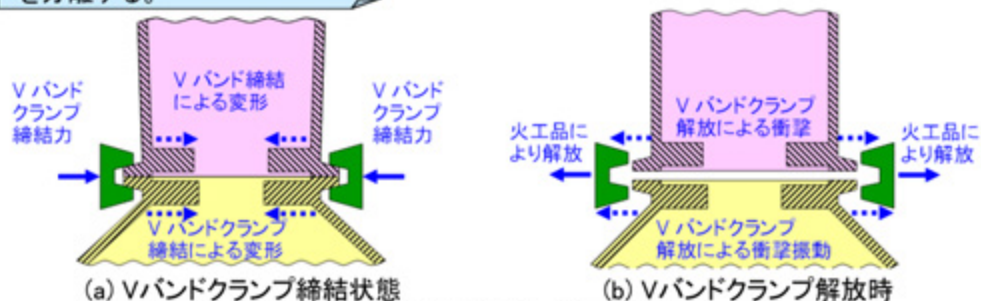 を分離する。
Vバンド
クランプ
締結力
Vバンド締結
による変形
Vバンド
クランプ
締結力
Vバンドクランプ
締結による変形
(a) Vバンドクランプ締結状態
火工品に
より解放
Vバンドクランプ
解放による衝撃
火工品に
より解放
Vバンドクランプ
解放による衝撃振動
(b) Vバンドクランプ解放時